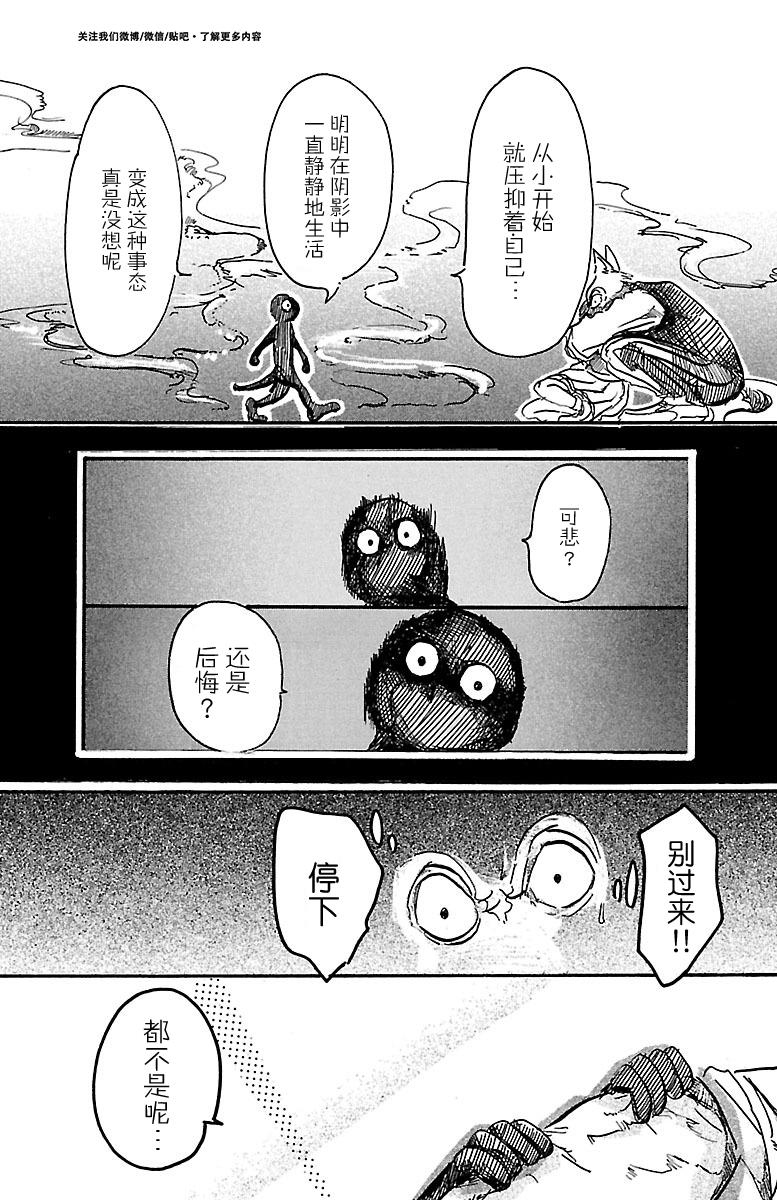 关注我们微博/微信/贴吧·了解更多内容
从小开始
就压抑着自己…
明明在阴影中
一直静静地生活
变成这种事态
真是没想呢
可悲？
还是
后悔？
别过来!!
停下
都不是呢…